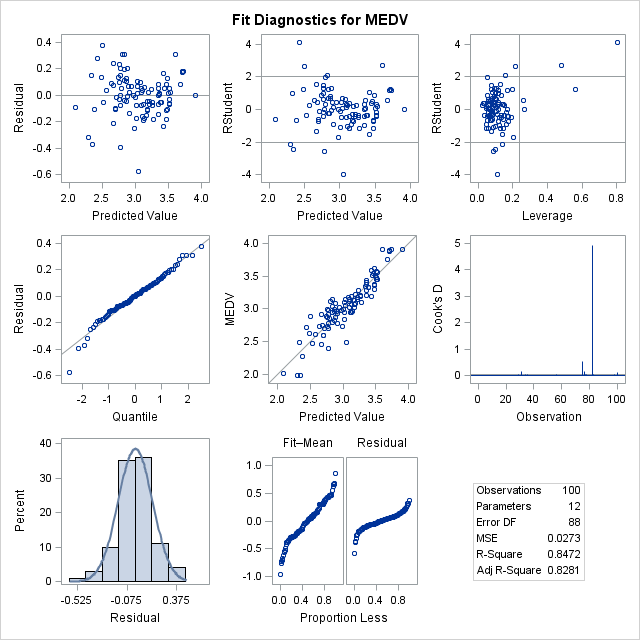 Fit Diagnostics for MEDV
0.4
0.2
0.0
-0.2
-0.4
-0.6
Residual
2.0 2.5 3.0 3.5 4.0
Predicted Value
4
2
0
-2
-4
RStudent
2.0 2.5 3.0 3.5 4.0
Predicted Value
4
2
0
-2
-4
RStudent
0.0 0.2 0.4 0.6 0.8
Leverage
0.4
0.2
0.0
-0.2
-0.4
-0.6
Residual
-2 -1 0 1 2
Quantile
4.0
3.5
3.0
2.5
2.0
MEDV
2.0 2.5 3.0 3.5 4.0
Predicted Value
5
4
3
2
1
0
Cook's D
0 20 40 60 80 100
Observation
40
30
20
10
0
Percent
-0.525 -0.075 0.375
Residual
Fit–Mean Residual
1.0
0.5
0.0
-0.5
-1.0
0.0 0.4 0.8 0.0 0.4 0.8
Proportion Less
Observations 100
Parameters 12
Error DF 88
MSE 0.0273
R-Square 0.8472
Adj R-Square 0.8281